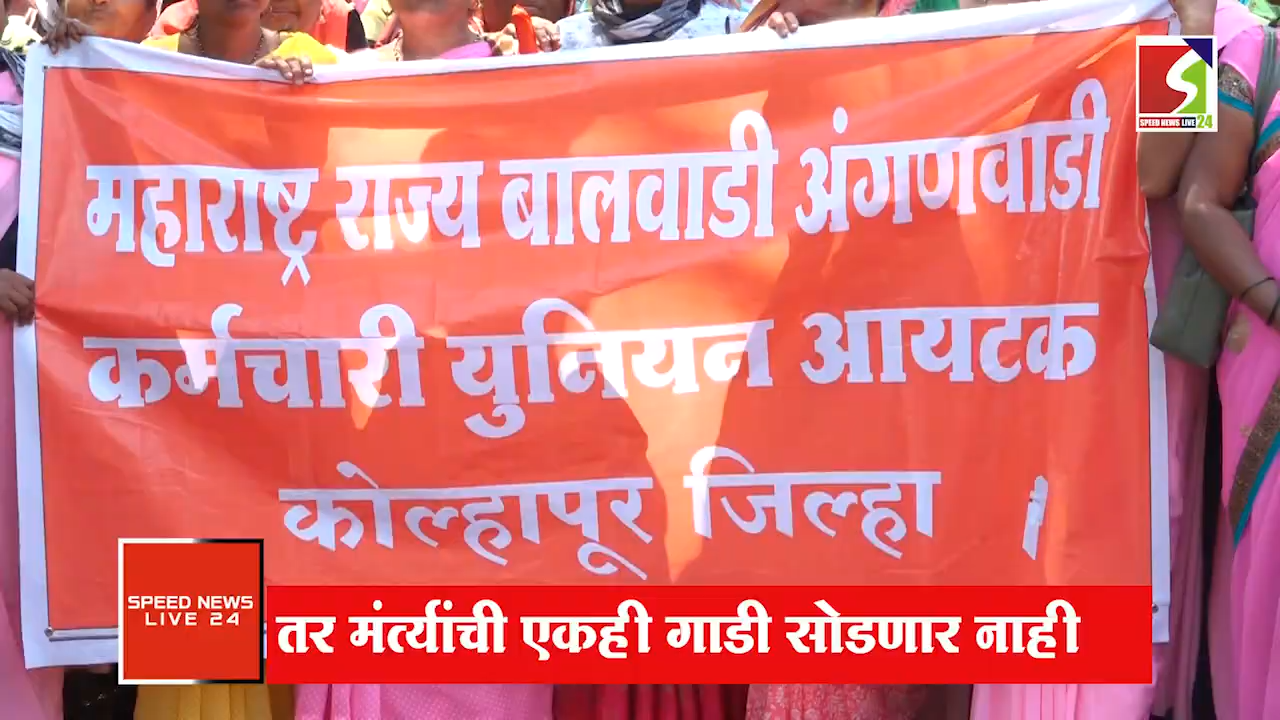 SPEED NEWS LIVE 24
महाराष्ट्र राज्य बालवाडी अंगणवाडी
कर्मचारी युनियन आयटक
कोल्हापूर जिल्हा
SPEED NEWS
LIVE 24
तर मंर्त्यांची एकही गाडी सोडणार नाही